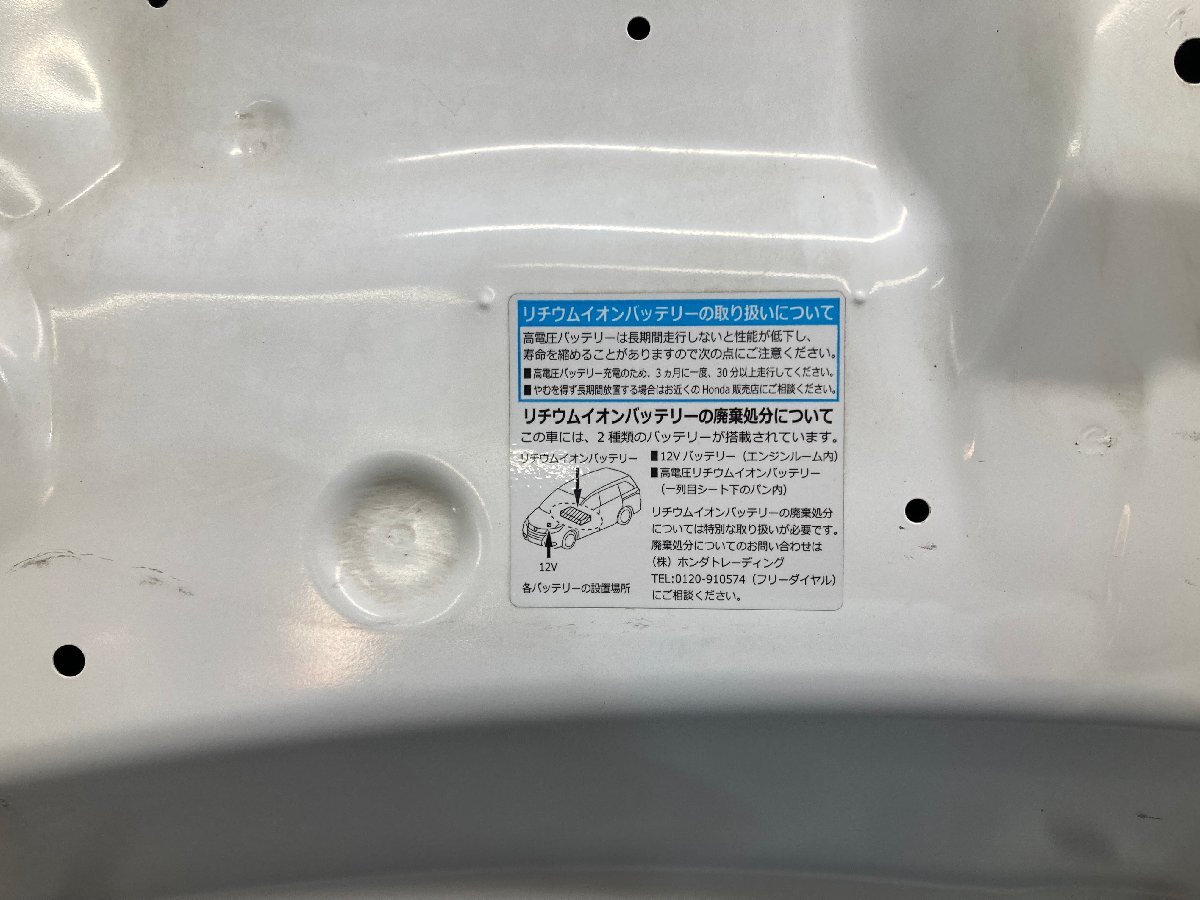 リチウムイオンバッテリーの取り扱いについて
高電圧バッテリーは長期間走行しないと性能が低下し、
寿命を縮めることがありますので次の点にご注意ください。
■高電圧バッテリー充電のため、3ヵ月に一度、30分以上走行してください。
■やむを得ず長期間放置する場合はお近くのHonda販売店にご相談ください。
リチウムイオンバッテリーの廃棄処分について
この車には、2種類のバッテリーが搭載されています。
リチウムイオンバッテリー
12V
各バッテリーの設置場所
■12Vバッテリー（エンジンルーム内）
■高電圧リチウムイオンバッテリー
（一列目シート下のパン内）
リチウムイオンバッテリーの廃棄処分
については特別な取り扱いが必要です。
廃棄処分についてのお問い合わせは
（株）ホンダトレーディング
TEL:0120-910574（フリーダイヤル）
にご相談ください。